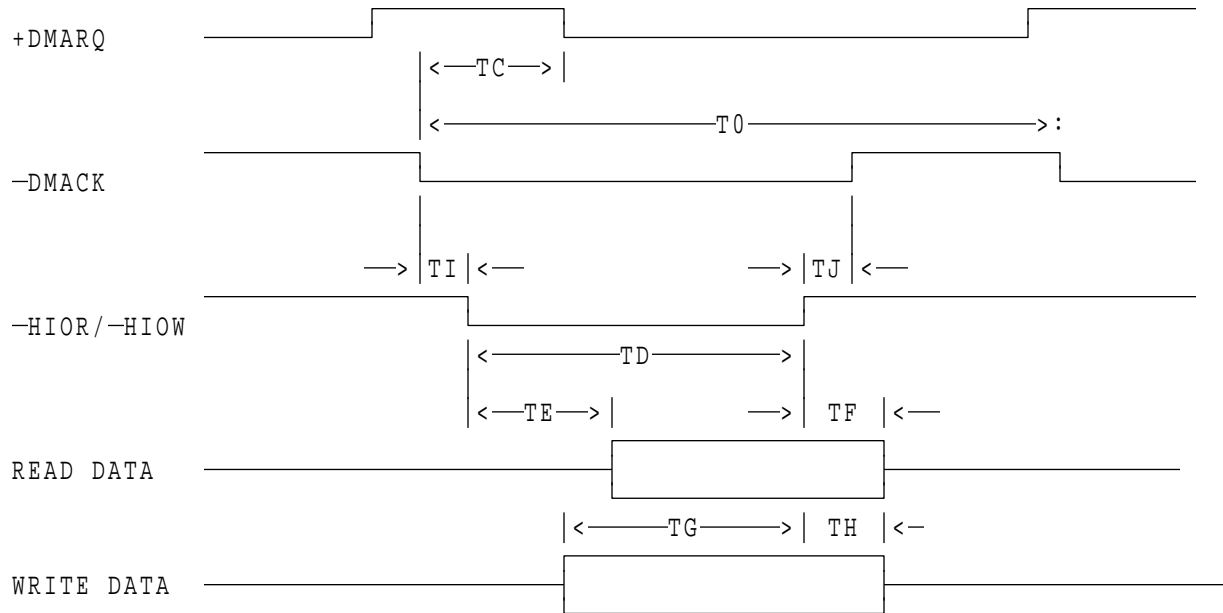 +DMARQ
<——TC——>
<——T0——>:
—DMACK
—> TI <— —> TJ <—
—HIOR/—HIOW
<——TD——>
<——TE——> —> TF <—
READ DATA
<——TG——> TH <—
WRITE DATA